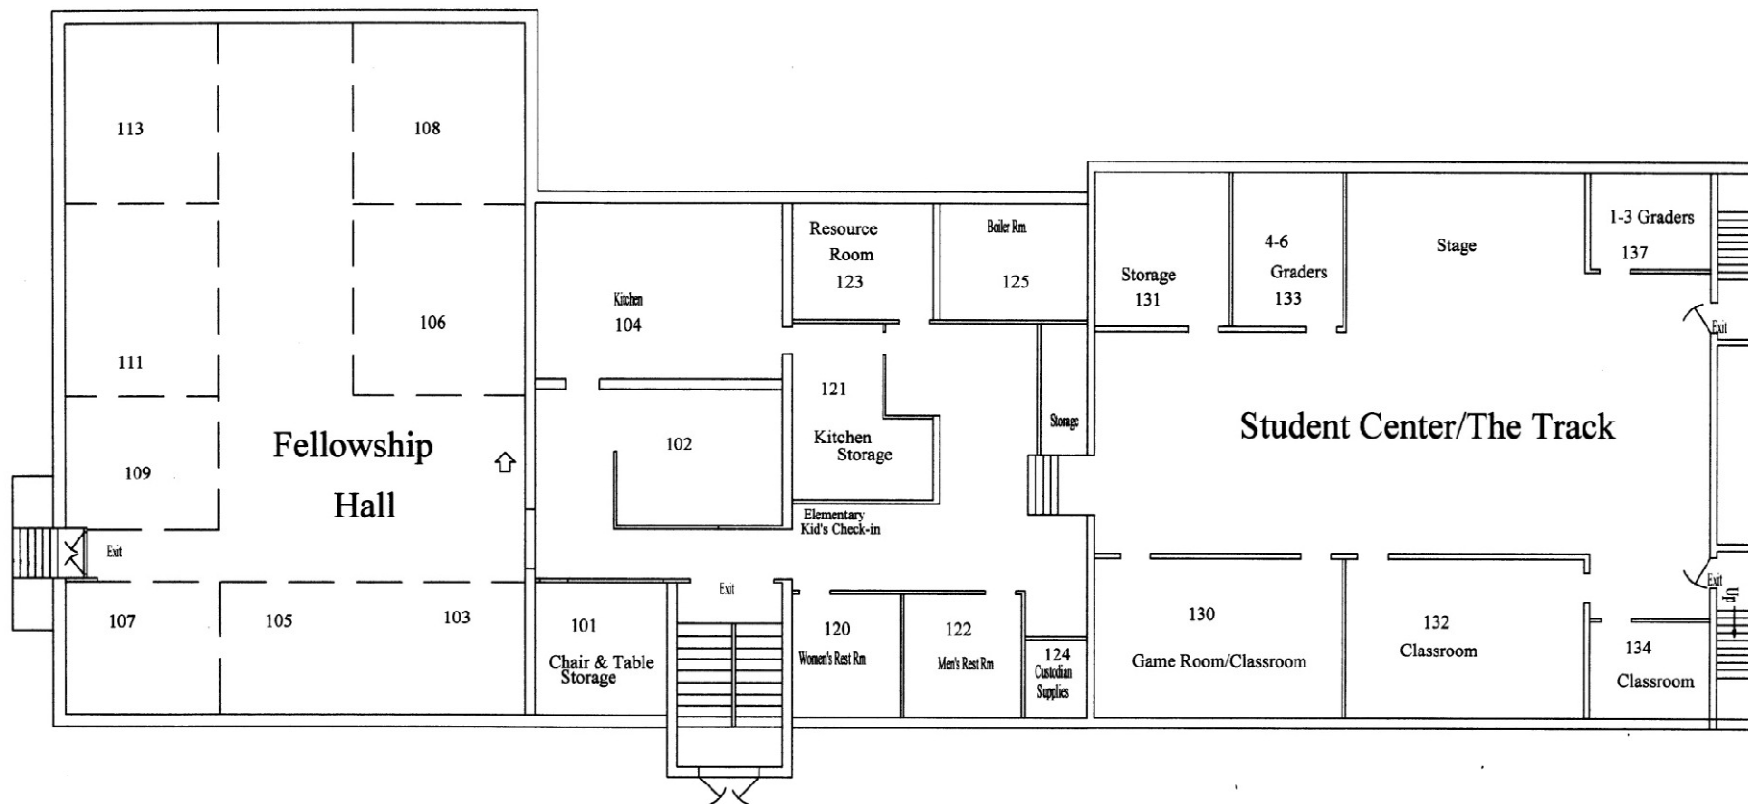 113
108
111
106
109
Fellowship
Hall
Exit
107
105
103
Kitchen
104
102
Resource
Room
123
Boiler Rm.
125
121
Kitchen
Storage
Storage
Elementary
Kid's Check-in
Exit
101
Chair & Table
Storage
120
Women's Rest Rm
122
Men's Rest Rm
124
Custodian
Supplies
Storage
131
4-6
Graders
133
Stage
1-3 Graders
137
Exit
Student Center/The Track
130
Game Room/Classroom
132
Classroom
134
Classroom
Exit
Up